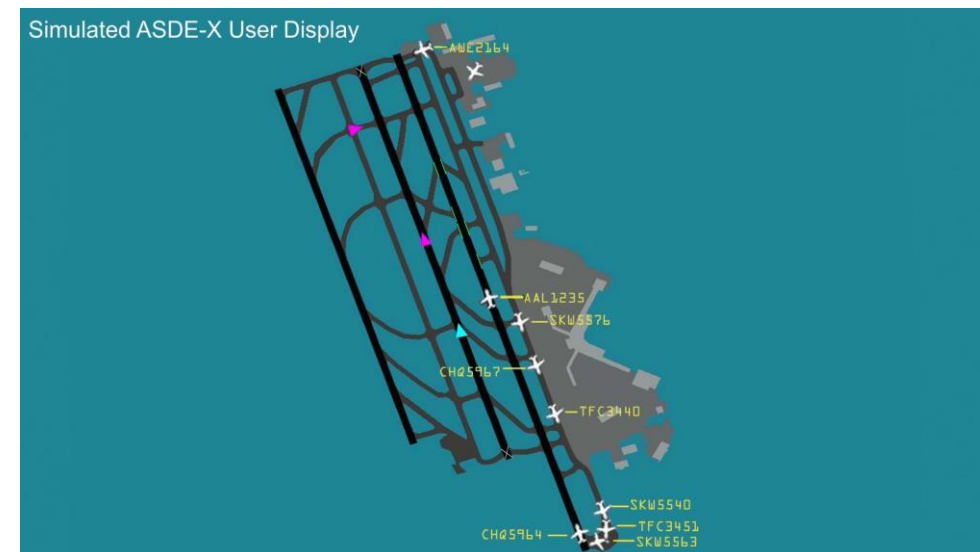 Simulated ASDE-X User Display
AWE2164
AAL1235
SKW5576
CHQ5967
TFC3440
SKW5540
TFC3451
CHQ5964
SKW5563